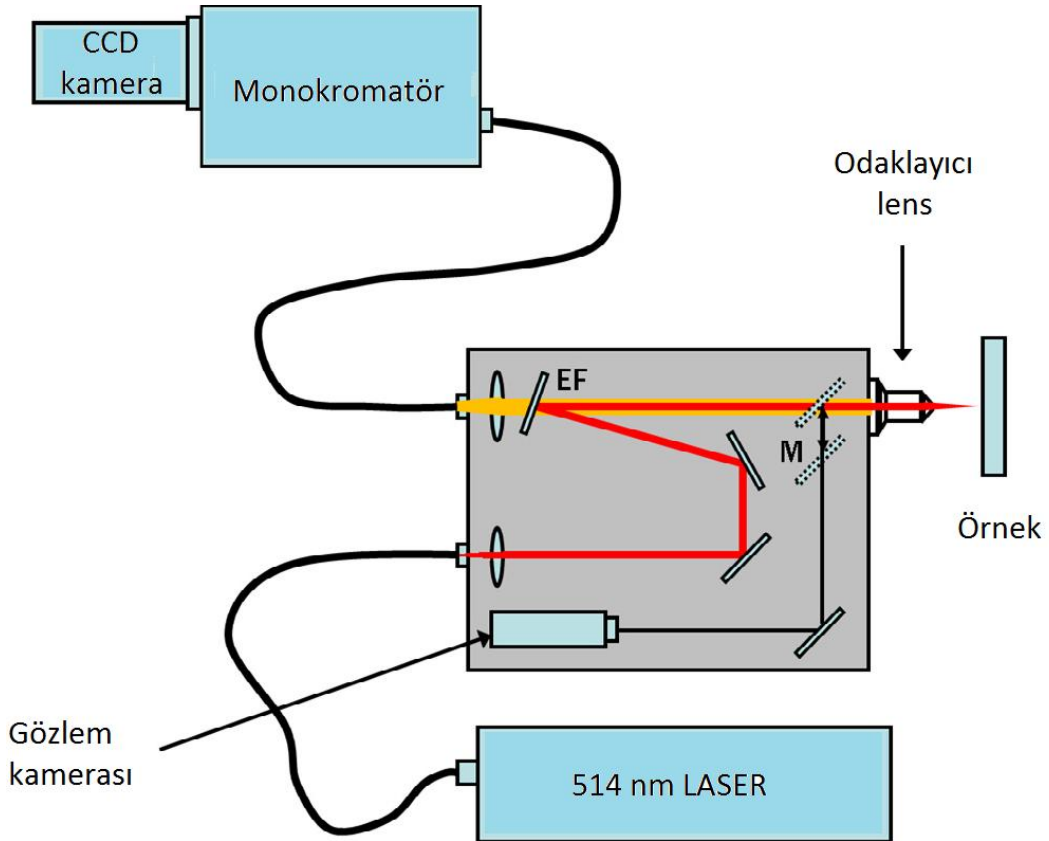 CCD
kamera
Monokromatör
Odaklayıcı
lens
EF
M
Örnek
Gözlem
kamerası
514 nm LASER